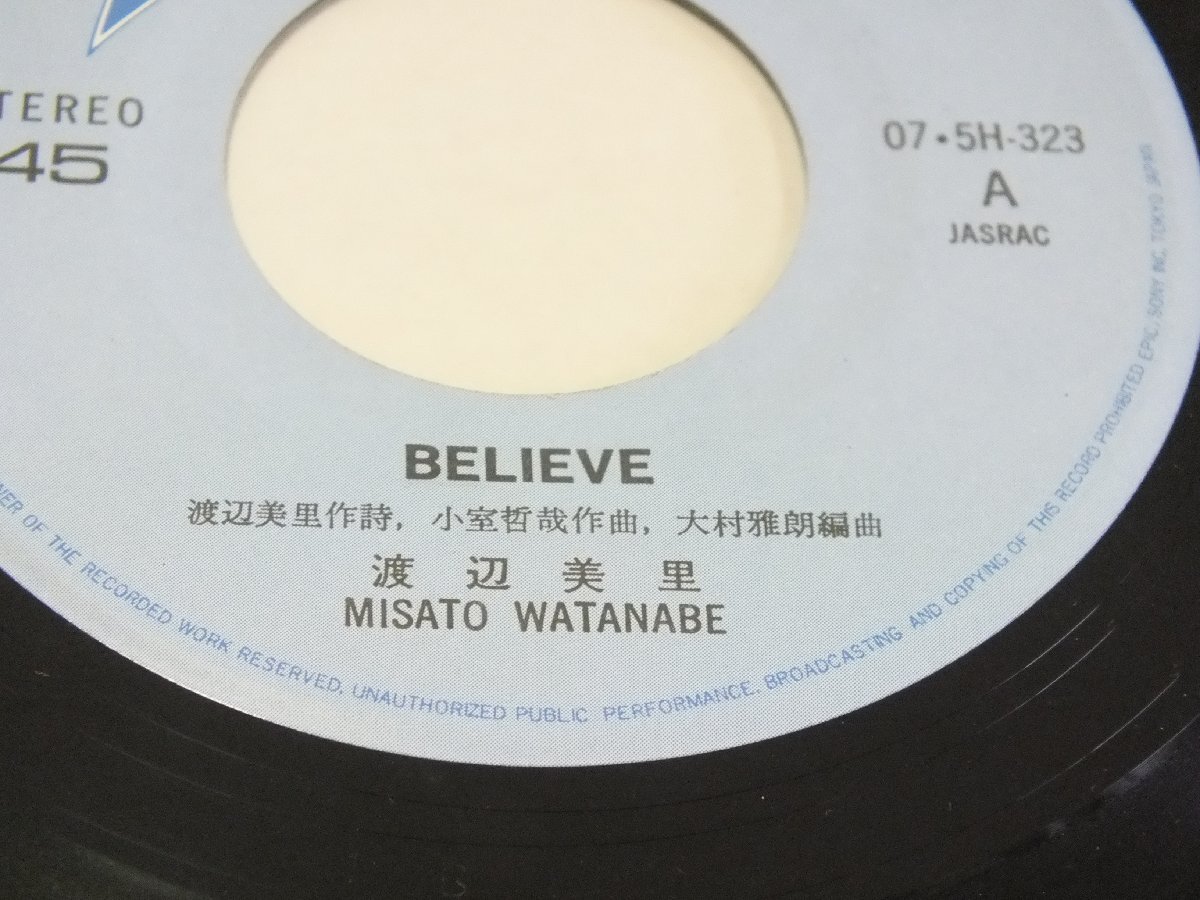 TEREO
45
07・5H-323
A
JASRAC
BELIEVE
渡辺美里作詩, 小室哲哉作曲, 大村雅朗編曲
渡辺美里
MISATO WATANABE
OF THE RECORDED WORK RESERVED. UNAUTHORIZED PUBLIC PERFORMANCE. BROADCASTING AND COPYING OF THIS RECORD PROHIBITED EPIC, SONY INC. TOKYO JAPAN